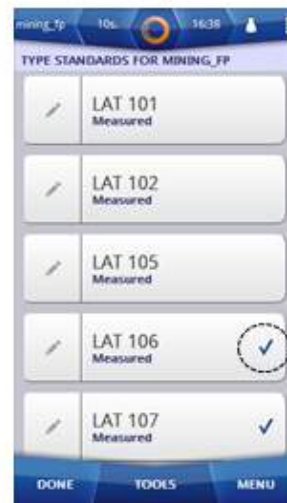 mining_fp 10s. 16:39
TYPE STANDARDS FOR MINING_FP
LAT 101
Measured
LAT 102
Measured
LAT 105
Measured
LAT 106
Measured
LAT 107
Measured
DONE TOOLS MENU